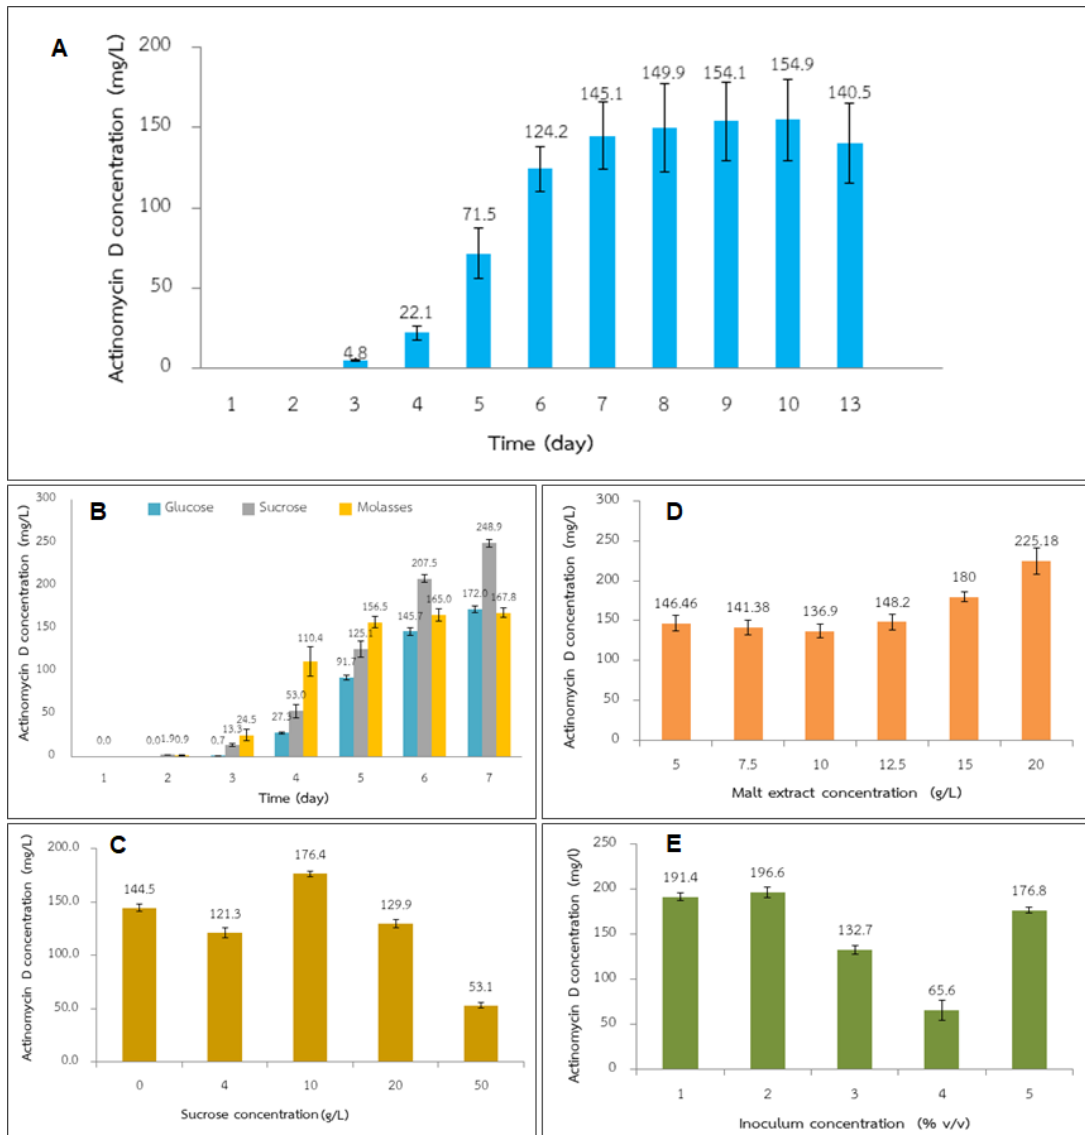 A
Actinomycin D concentration (mg/L)
200
150
100
50
0
4.8
22.1
71.5
124.2
145.1
149.9
154.1
154.9
140.5
1 2 3 4 5 6 7 8 9 10 13
Time (day)
B
Glucose Sucrose Molasses
Actinomycin D concentration (mg/L)
300
250
200
150
100
50
0
0.0
0.0 1.9 0.9
0.7 13.3 24.5
27.3 53.0 110.4
91.7 125.1 156.5
145.7 207.5 165.0
172.0 248.9 167.8
1 2 3 4 5 6 7
Time (day)
D
Actinomycin D concentration (mg/L)
300
250
200
150
100
50
0
146.46
141.38
136.9
148.2
180
225.18
5 7.5 10 12.5 15 20
Malt extract concentration (g/L)
C
Actinomycin D concentration (mg/L)
200.0
150.0
100.0
50.0
0.0
144.5
121.3
176.4
129.9
53.1
0 4 10 20 50
Sucrose concentration(g/L)
E
Actinomycin D concentration (mg/l)
250
200
150
100
50
0
191.4
196.6
132.7
65.6
176.8
1 2 3 4 5
Inoculum concentration (% v/v)